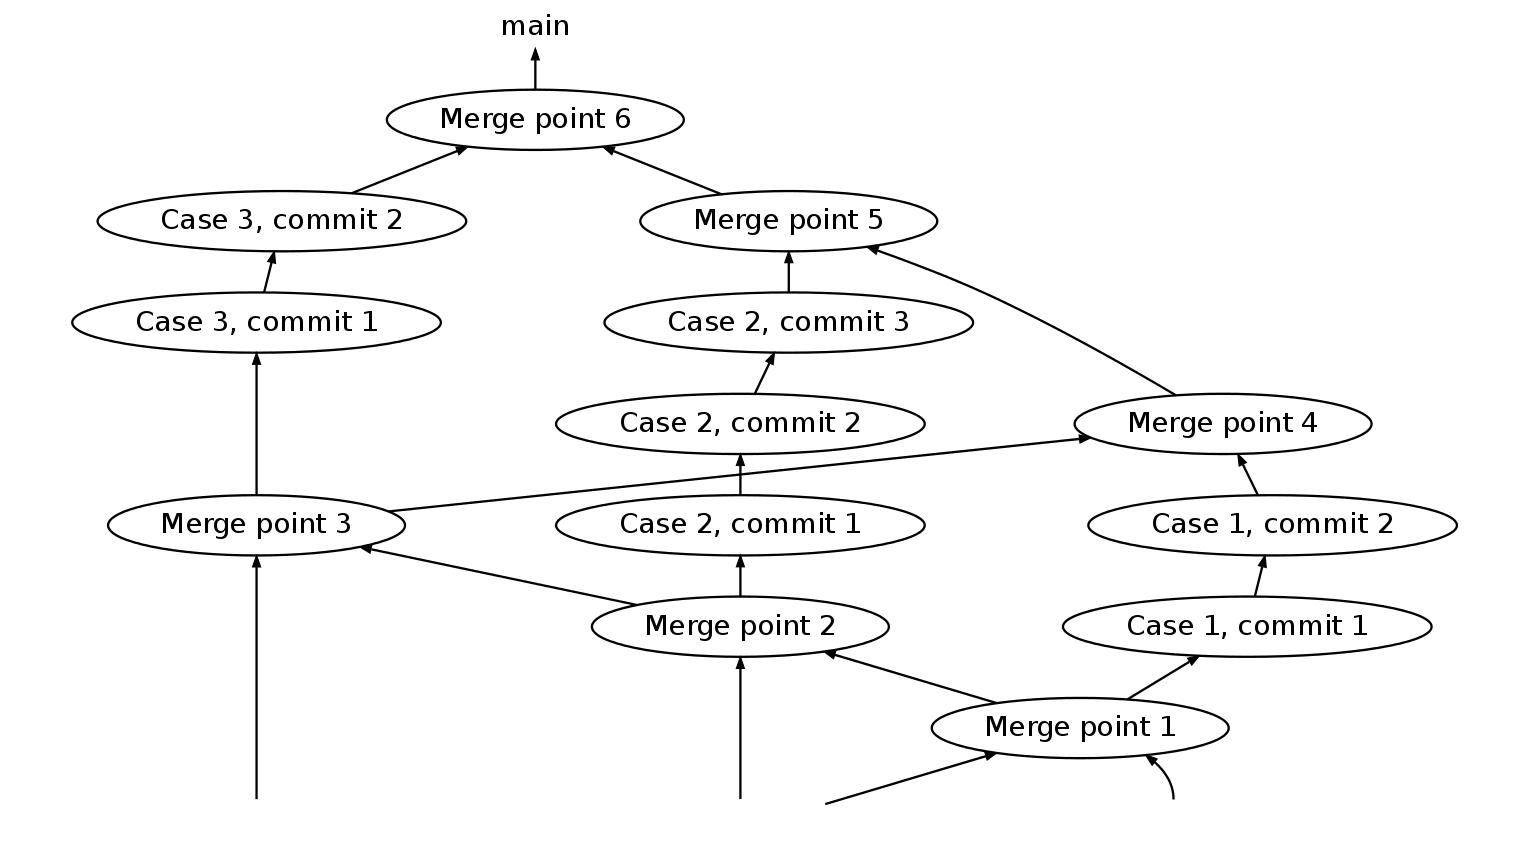 main
Merge point 6
Case 3, commit 2
Merge point 5
Case 3, commit 1
Case 2, commit 3
Case 2, commit 2
Merge point 4
Merge point 3
Case 2, commit 1
Case 1, commit 2
Merge point 2
Case 1, commit 1
Merge point 1